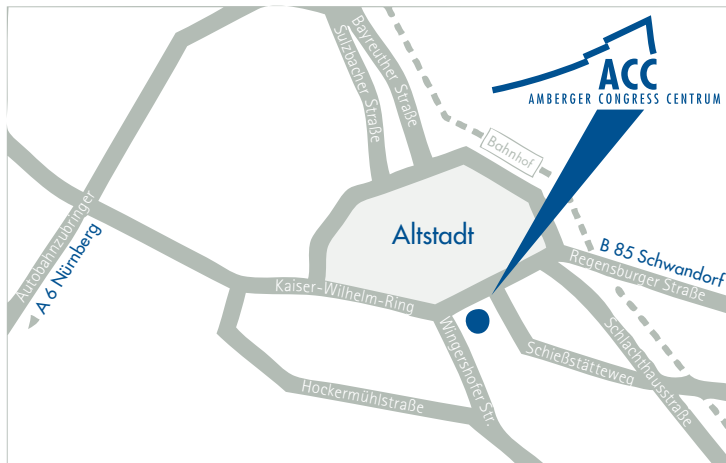 ACC
AMBERGER CONGRESS CENTRUM
Bayreuther Straße
Sulzbacher Straße
Bahnhof
Altstadt
Autobahnzubringer
A 6 Nürnberg
B 85 Schwandorf
Regensburger Straße
Kaiser-Wilhelm-Ring
Wingershofer Str.
Schießstätteweg
Schlachthausstraße
Hockermühlstraße